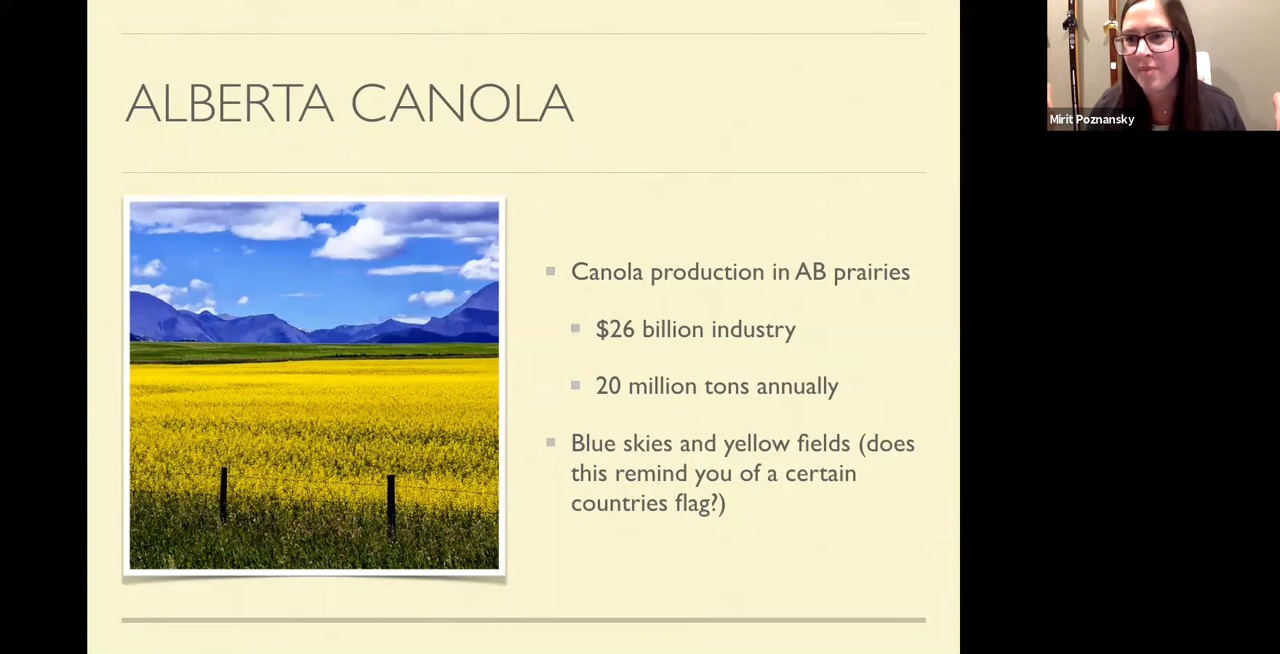 ALBERTA CANOLA
Mirit Poznansky
Canola production in AB prairies
$26 billion industry
20 million tons annually
Blue skies and yellow fields (does
this remind you of a certain
countries flag?)